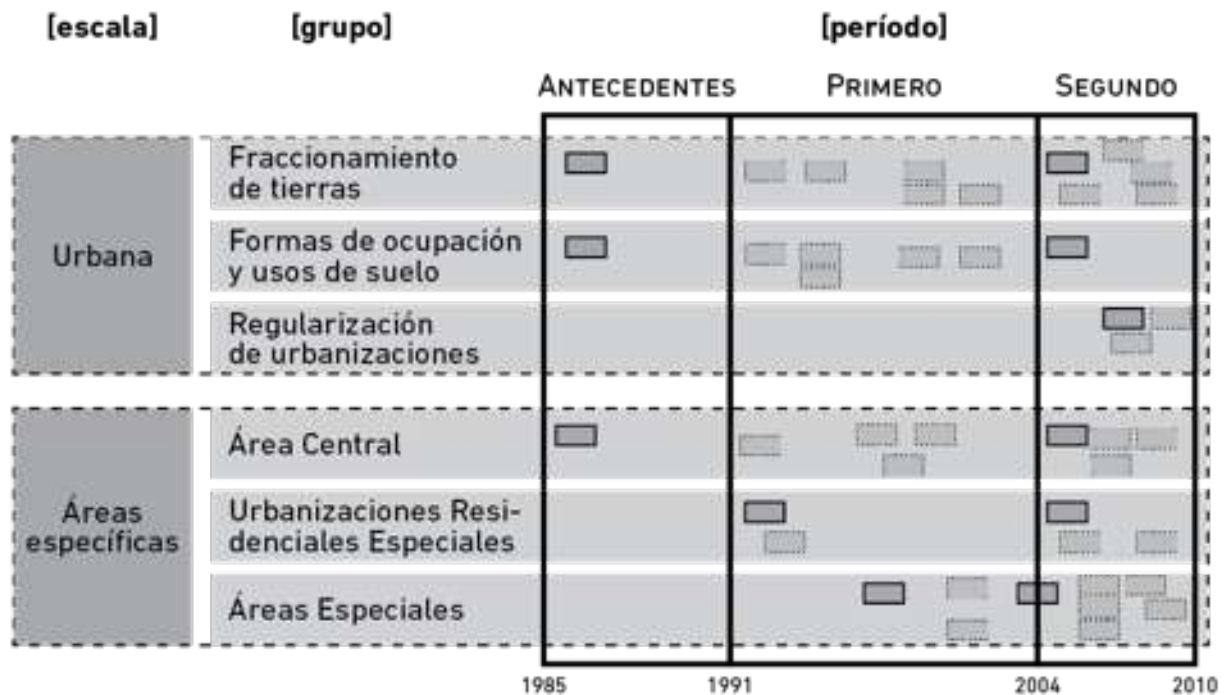 [escala] [grupo] [período]
ANTECEDENTES PRIMERO SEGUNDO
Urbana
Fraccionamiento
de tierras
Formas de ocupación
y usos de suelo
Regularización
de urbanizaciones
Áreas
específicas
Área Central
Urbanizaciones Resi-
denciales Especiales
Áreas Especiales
1985 1991 2004 2010